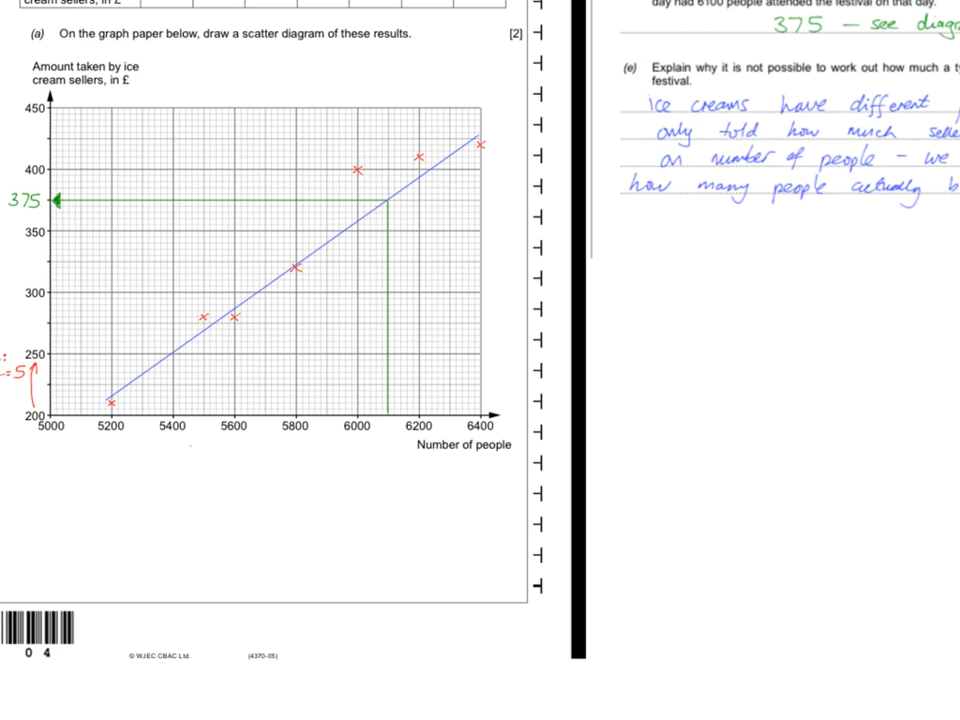 cream sellers, in £
(a) On the graph paper below, draw a scatter diagram of these results. [2]
Amount taken by ice
cream sellers, in £
450
400
375
350
300
250
=5
200
5000 5200 5400 5600 5800 6000 6200 6400
Number of people
0 4
© WJEC CBAC Ltd. (4370-05)
day had 6100 people attended the festival on that day.
375 – see
(e) Explain why it is not possible to work out how much a
festival.
ice creams have different
only told how much
on number of people – we
how many people actually